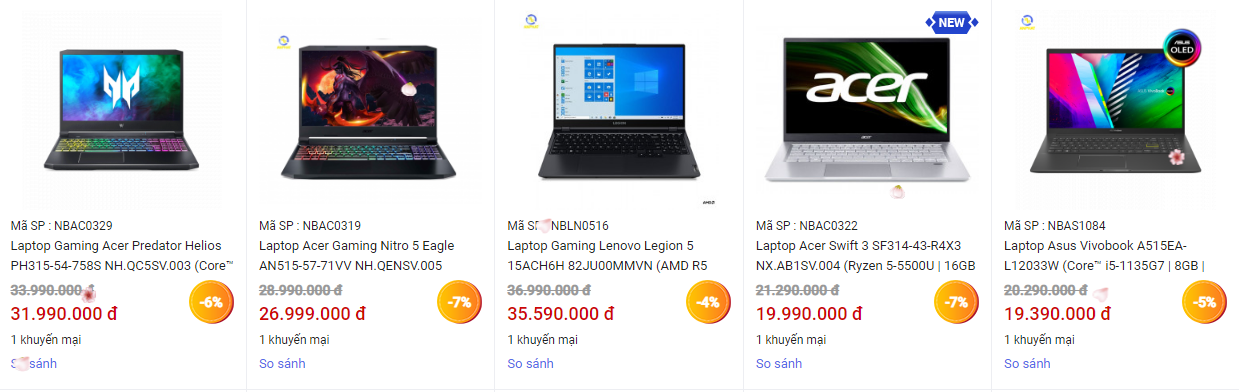 Mã SP : NBAC0329
Laptop Gaming Acer Predator Helios
PH315-54-758S NH.QC5SV.003 (Core™
33.990.000 đ
31.990.000 đ
-6%
1 khuyến mại
So sánh
Mã SP : NBAC0319
Laptop Acer Gaming Nitro 5 Eagle
AN515-57-71VV NH.QENSV.005
28.990.000 đ
26.999.000 đ
-7%
1 khuyến mại
So sánh
LENOVO
AMD
Mã SP : NBLN0516
Laptop Gaming Lenovo Legion 5
15ACH6H 82JU00MMVN (AMD R5
36.990.000 đ
35.590.000 đ
-4%
1 khuyến mại
So sánh
NEW
acer
acer
Mã SP : NBAC0322
Laptop Acer Swift 3 SF314-43-R4X3
NX.AB1SV.004 (Ryzen 5-5500U | 16GB
21.290.000 đ
19.990.000 đ
-7%
1 khuyến mại
So sánh
ASUS
OLED
Mã SP : NBAS1084
Laptop Asus Vivobook A515EA-
L12033W (Core™ i5-1135G7 | 8GB |
20.290.000 đ
19.390.000 đ
-5%
1 khuyến mại
So sánh